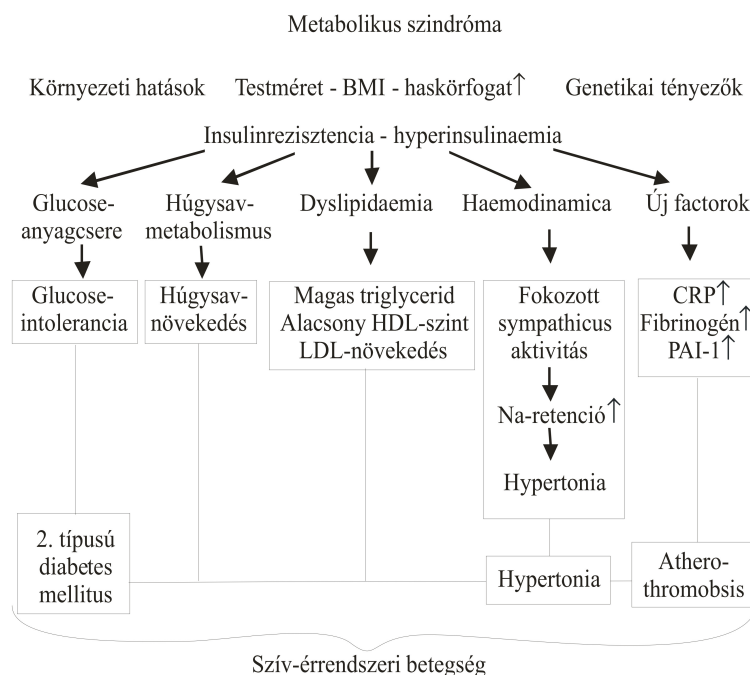 Metabolikus szindróma
Környezeti hatások Testméret - BMI - haskörfogat↑ Genetikai tényezők
Insulinrezisztencia - hyperinsulinaemia
Glucose-
anyagcsere
Húgysav-
metabolismus
Dyslipidaemia
Haemodinamica
Új factorok
Glucose-
intolerancia
Húgysav-
növekedés
Magas triglycerid
Alacsony HDL-szint
LDL-növekedés
Fokozott
sympathicus
aktivitás
Na-retenció↑
Hypertonia
CRP↑
Fibrinogén↑
PAI-1↑
2. típusú
diabetes
mellitus
Hypertonia
Athero-
thrombsis
Szív-érrendszeri betegség